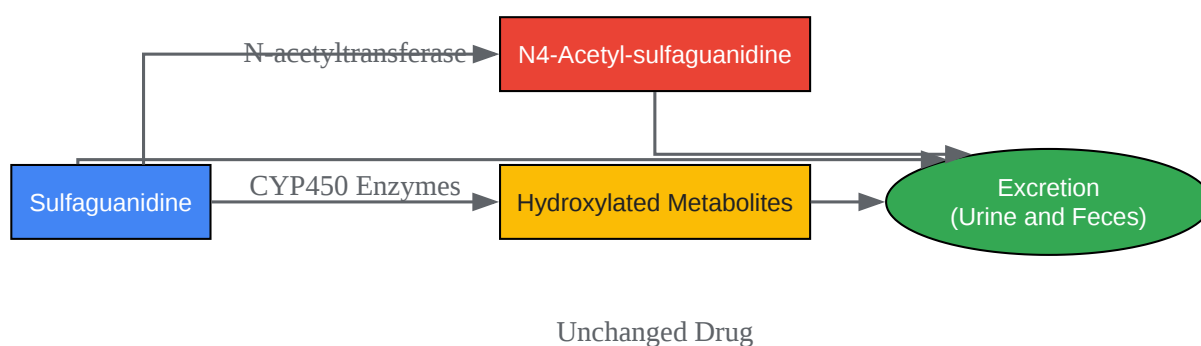 N-acetyltransferase
N4-Acetyl-sulfaguanidine
Sulfaguanidine
CYP450 Enzymes
Hydroxylated Metabolites
Excretion
(Urine and Feces)
Unchanged Drug